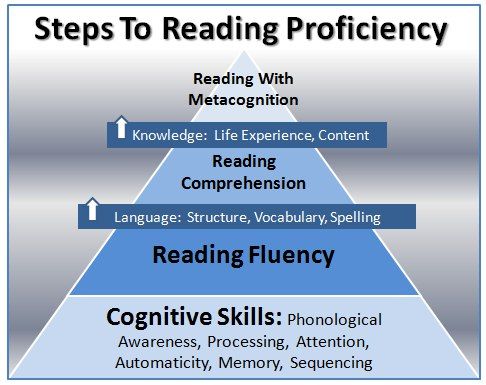 Steps To Reading Proficiency
Reading With
Metacognition
Knowledge: Life Experience, Content
Reading
Comprehension
Language: Structure, Vocabulary, Spelling
Reading Fluency
Cognitive Skills: Phonological
Awareness, Processing, Attention,
Automaticity, Memory, Sequencing